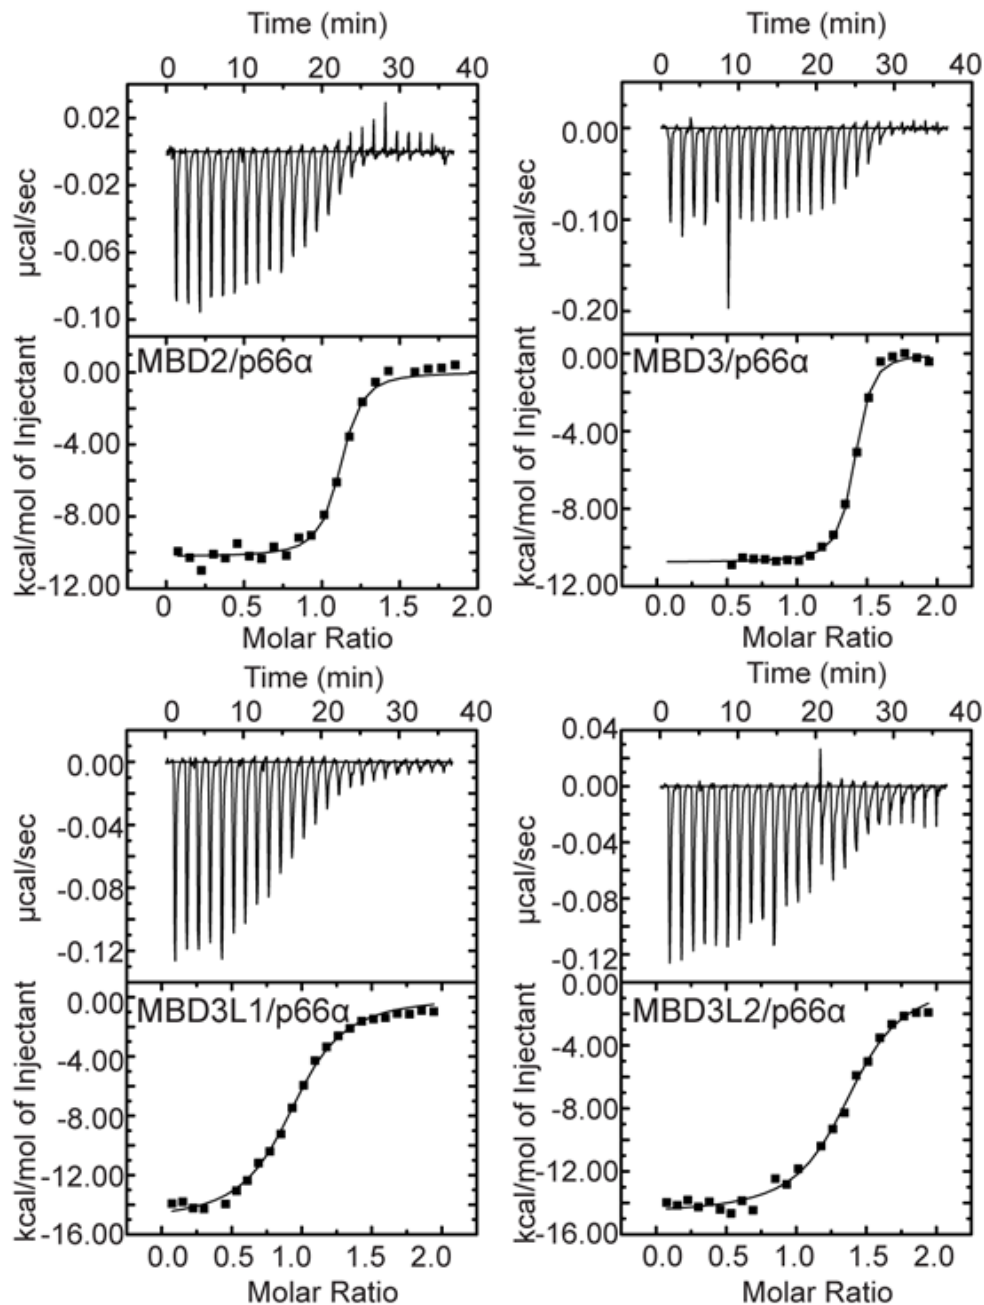 Time (min)
0 10 20 30 40
0.02
-0.02
-0.06
-0.10
µcal/sec
MBD2/p66α
0.00
-4.00
-8.00
-12.00
kcal/mol of Injectant
0 0.5 1.0 1.5 2.0
Molar Ratio
Time (min)
0 10 20 30 40
0.00
-0.10
-0.20
µcal/sec
MBD3/p66α
0.00
-4.00
-8.00
-12.00
kcal/mol of Injectant
0.0 0.5 1.0 1.5 2.0
Molar Ratio
Time (min)
0 10 20 30 40
0.00
-0.04
-0.08
-0.12
µcal/sec
MBD3L1/p66α
0.00
-4.00
-8.00
-12.00
-16.00
kcal/mol of Injectant
0.0 0.5 1.0 1.5 2.0
Molar Ratio
Time (min)
0 10 20 30 40
0.04
0.00
-0.04
-0.08
-0.12
µcal/sec
MBD3L2/p66α
0.00
-4.00
-8.00
-12.00
-16.00
kcal/mol of Injectant
0.0 0.5 1.0 1.5 2.0
Molar Ratio